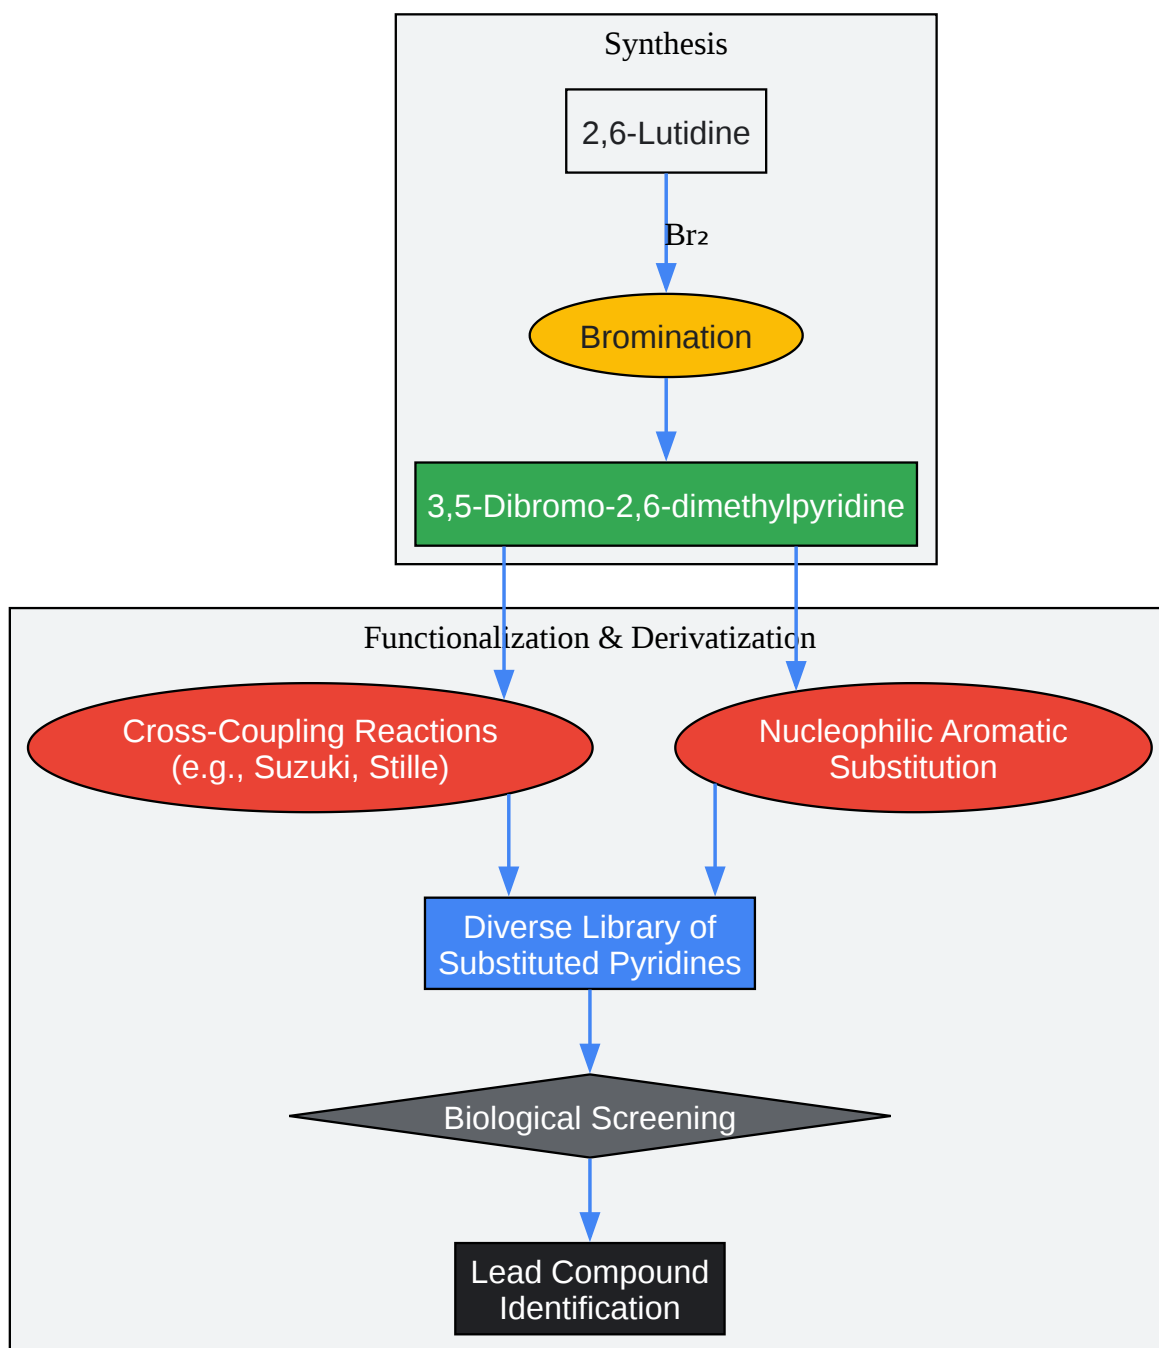 Synthesis
2,6-Lutidine
Br₂
Bromination
3,5-Dibromo-2,6-dimethylpyridine
Functionalization & Derivatization
Cross-Coupling Reactions
(e.g., Suzuki, Stille)
Nucleophilic Aromatic
Substitution
Diverse Library of
Substituted Pyridines
Biological Screening
Lead Compound
Identification